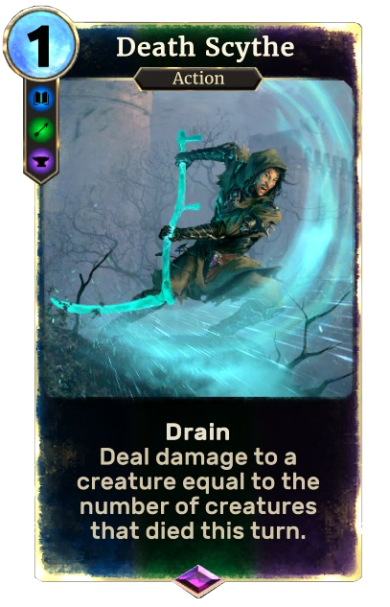 1
Death Scythe
Action
Drain
Deal damage to a
creature equal to the
number of creatures
that died this turn.